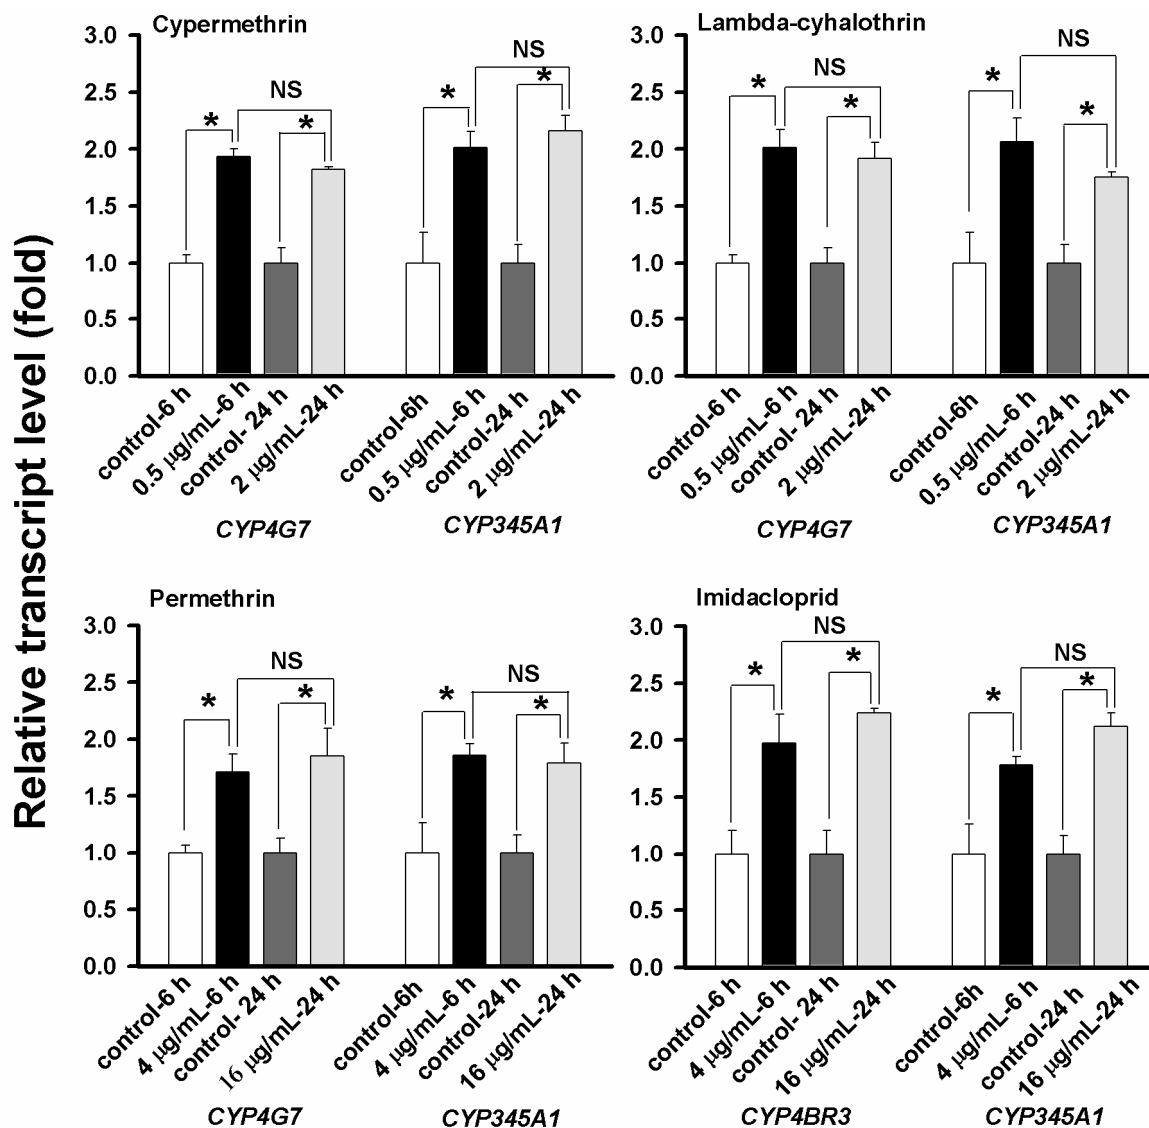 Relative transcript level (fold)
Cypermethrin
3.0
2.5
2.0
1.5
1.0
0.5
0.0
*
NS
*
*
NS
*
control-6 h
0.5 μg/mL-6 h
control- 24 h
2 μg/mL-24 h
control-6h
0.5 μg/mL-6 h
control-24 h
2 μg/mL-24 h
CYP4G7
CYP345A1
Lambda-cyhalothrin
3.0
2.5
2.0
1.5
1.0
0.5
0.0
*
NS
*
*
NS
*
control-6 h
0.5 μg/mL-6 h
control- 24 h
2 μg/mL-24 h
control-6h
0.5 μg/mL-6 h
control-24 h
2 μg/mL-24 h
CYP4G7
CYP345A1
Permethrin
3.0
2.5
2.0
1.5
1.0
0.5
0.0
*
NS
*
*
NS
*
control-6 h
4 μg/mL-6 h
control- 24 h
16 μg/mL-24 h
control-6h
4 μg/mL-6 h
control-24 h
16 μg/mL-24 h
CYP4G7
CYP345A1
Imidacloprid
3.0
2.5
2.0
1.5
1.0
0.5
0.0
*
NS
*
*
NS
*
control-6 h
4 μg/mL-6 h
control- 24 h
16 μg/mL-24 h
control-6h
4 μg/mL-6 h
control-24 h
16 μg/mL-24 h
CYP4BR3
CYP345A1